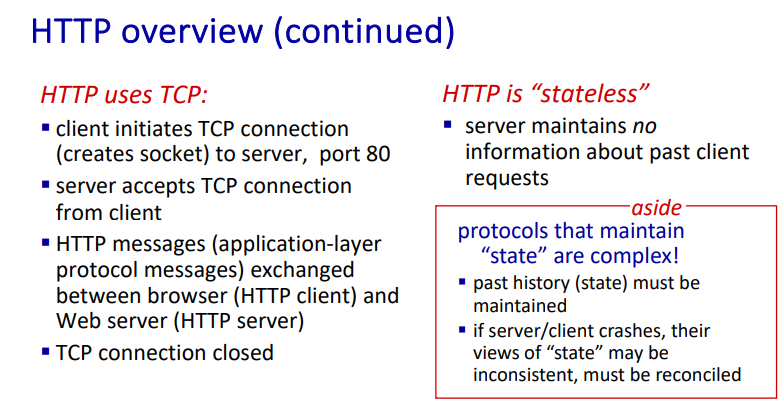 HTTP overview (continued)
HTTP uses TCP:
▪ client initiates TCP connection
(creates socket) to server,  port 80
▪ server accepts TCP connection
from client
▪ HTTP messages (application-layer
protocol messages) exchanged
between browser (HTTP client) and
Web server (HTTP server)
▪ TCP connection closed
HTTP is “stateless”
▪ server maintains no
information about past client
requests
aside
protocols that maintain
“state” are complex!
▪ past history (state) must be
maintained
▪ if server/client crashes, their
views of “state” may be
inconsistent, must be reconciled